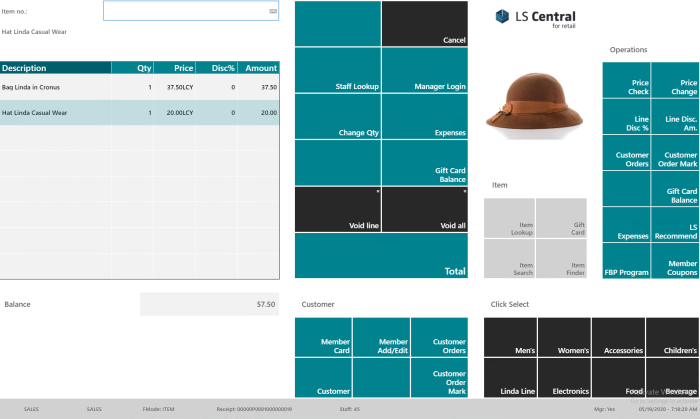 Item no.:
Hat Linda Casual Wear
Description Qty Price Disc% Amount
Bag Linda in Cronus 1 37.50LCY 0 37.50
Hat Linda Casual Wear 1 20.00LCY 0 20.00
Balance 57.50
Cancel
Staff Lookup
Manager Login
Change Qty
Expenses
Gift Card
Balance
*
Void line
*
Void all
Total
Customer
Member
Card
Member
Add/Edit
Customer
Orders
Customer
Customer
Order
Mark
LS Central
for retail
Item
Item
Lookup
Gift
Card
Item
Search
Item
Finder
Operations
Price
Check
Price
Change
Line
Disc %
Line Disc.
Am.
Customer
Orders
Customer
Order Mark
Gift Card
Balance
Expenses
LS
Recommend
FBP Program
Member
Coupons
Click Select
Men's
Women's
Accessories
Children's
Linda Line
Electronics
Food
Beverage
SALES SALES FMode: ITEM Receipt: 00000P0001000000019 Staff: 45 Mgr: Yes 05/19/2020 - 7:18:20 AM